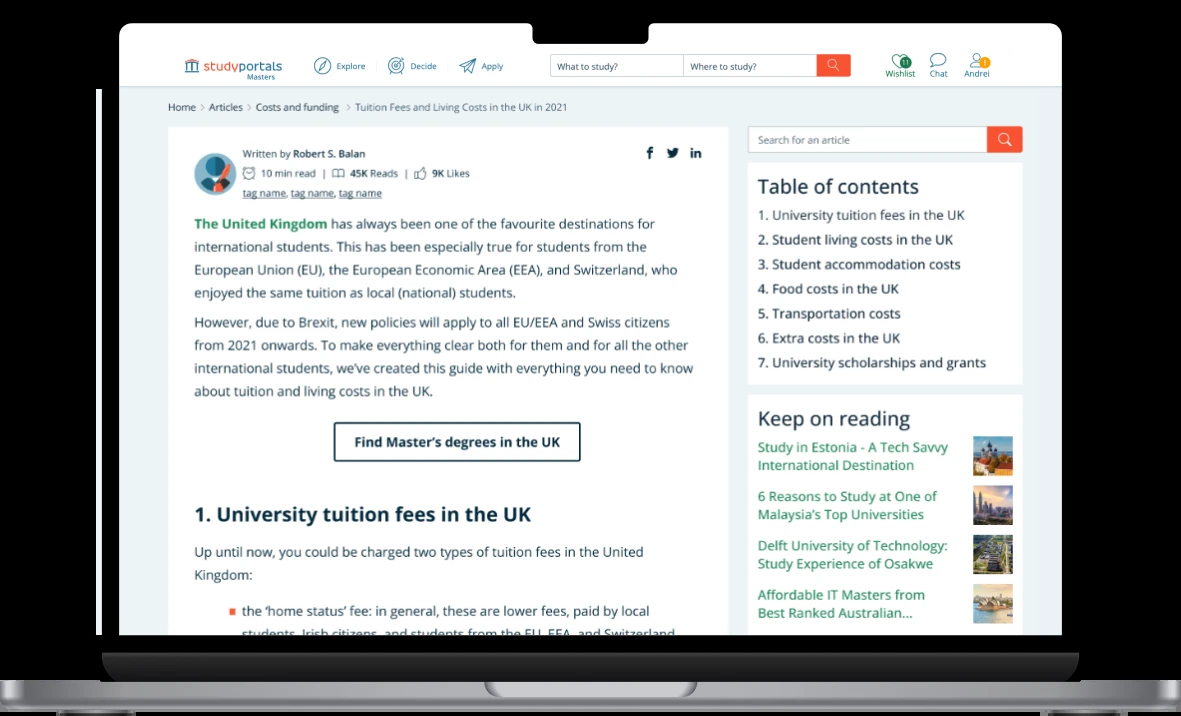 studyportals
Masters
Explore
Decide
Apply
What to study?
Where to study?
11
Wishlist
Chat
!
Andrei
Home > Articles > Costs and funding > Tuition Fees and Living Costs in the UK in 2021
Written by Robert S. Balan
10 min read | 45K Reads | 9K Likes
tag name, tag name, tag name
f
in
The United Kingdom has always been one of the favourite destinations for
international students. This has been especially true for students from the
European Union (EU), the European Economic Area (EEA), and Switzerland, who
enjoyed the same tuition as local (national) students.
However, due to Brexit, new policies will apply to all EU/EEA and Swiss citizens
from 2021 onwards. To make everything clear both for them and for all the other
international students, we've created this guide with everything you need to know
about tuition and living costs in the UK.
Find Master's degrees in the UK
1. University tuition fees in the UK
Up until now, you could be charged two types of tuition fees in the United
Kingdom:
the 'home status' fee: in general, these are lower fees, paid by local
students, Irish citizens, and students from the EU, EEA, and Switzerland
Search for an article
Table of contents
1. University tuition fees in the UK
2. Student living costs in the UK
3. Student accommodation costs
4. Food costs in the UK
5. Transportation costs
6. Extra costs in the UK
7. University scholarships and grants
Keep on reading
Study in Estonia - A Tech Savvy
International Destination
6 Reasons to Study at One of
Malaysia's Top Universities
Delft University of Technology:
Study Experience of Osakwe
Affordable IT Masters from
Best Ranked Australian...